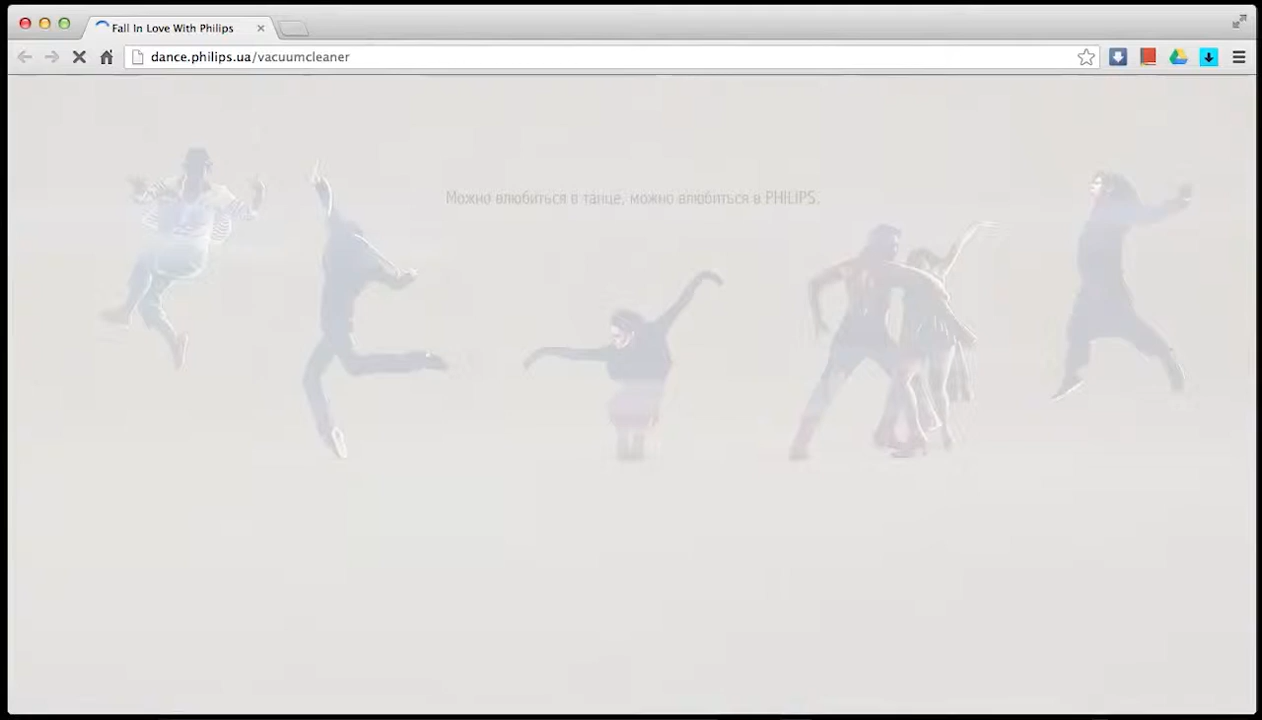 Fall In Love With Philips
dance.philips.ua/vacuumcleaner
Можно влюбиться в танце, можно влюбиться в PHILIPS.